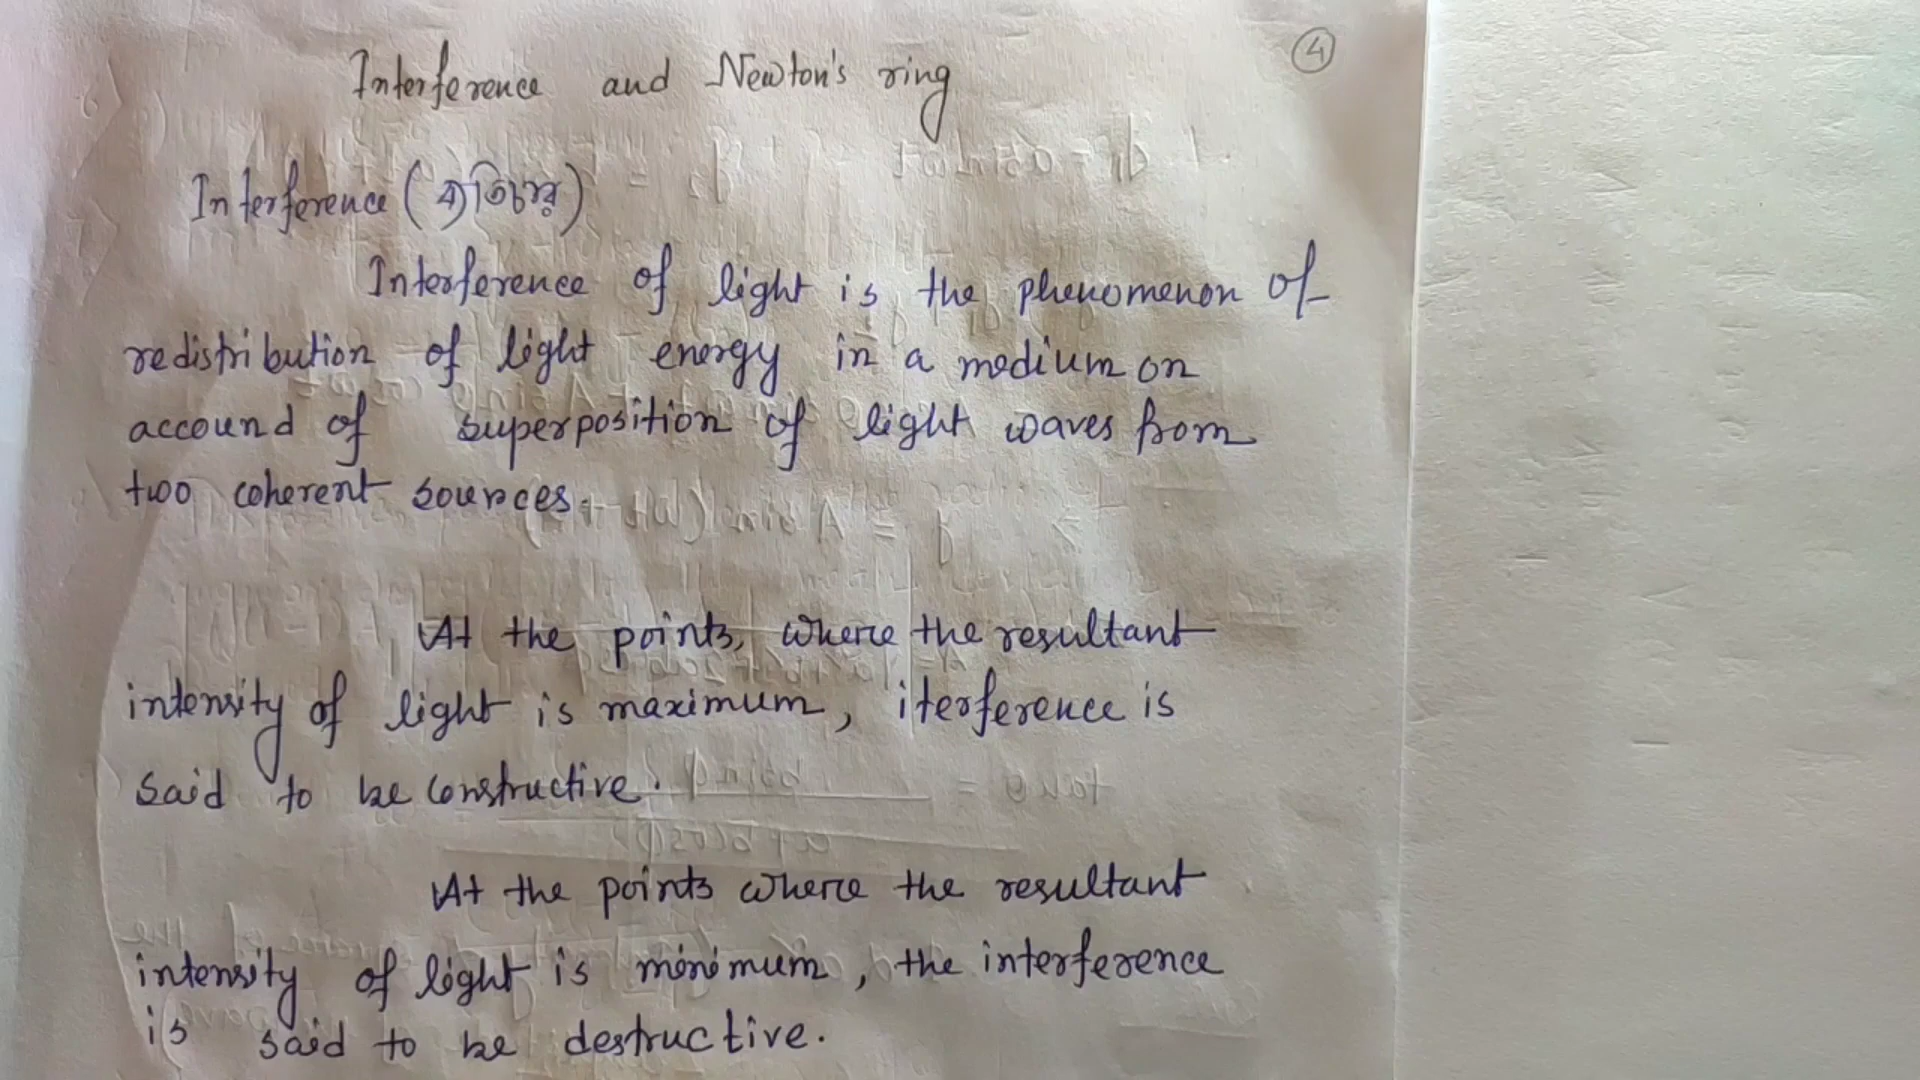 Interference and Newton's ring
4
Interference (ব্যতিচার)
Interference of light is the phenomenon of
redistribution of light energy in a medium on
accound of superposition of light waves from
two coherent sources.
At the points, where the resultant
intensity of light is maximum, iterference is
said to be constructive.
At the points where the resultant
intensity of light is minimum, the interference
is said to be destructive.